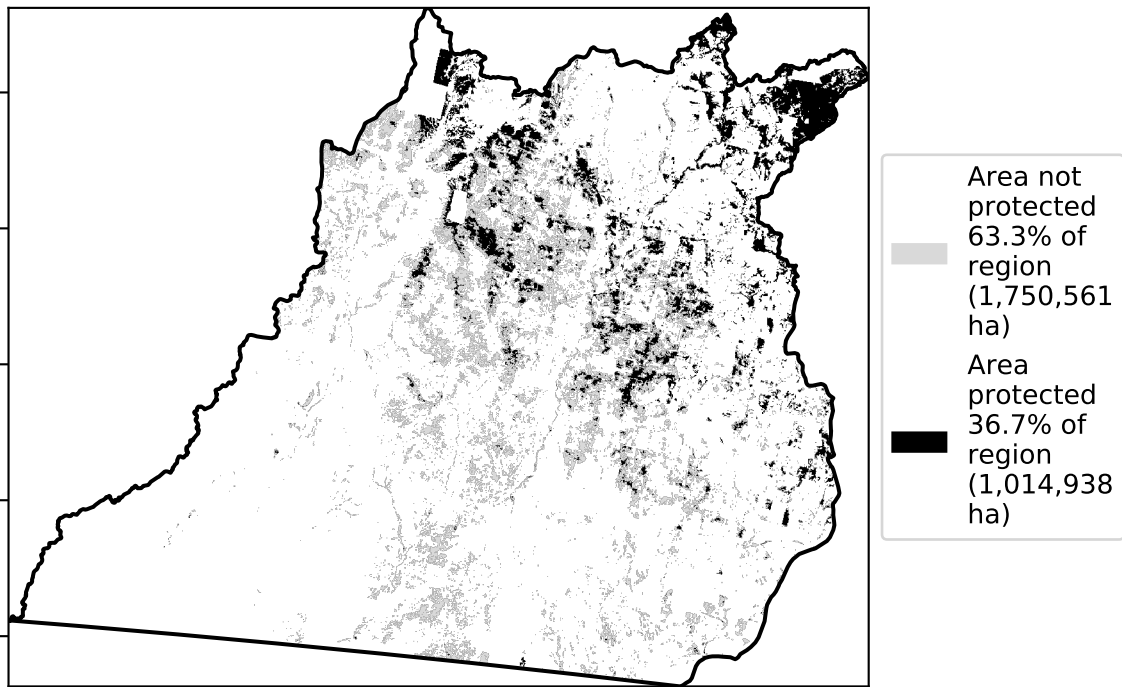 Area not
protected
63.3% of
region
(1,750,561
ha)
Area
protected
36.7% of
region
(1,014,938
ha)